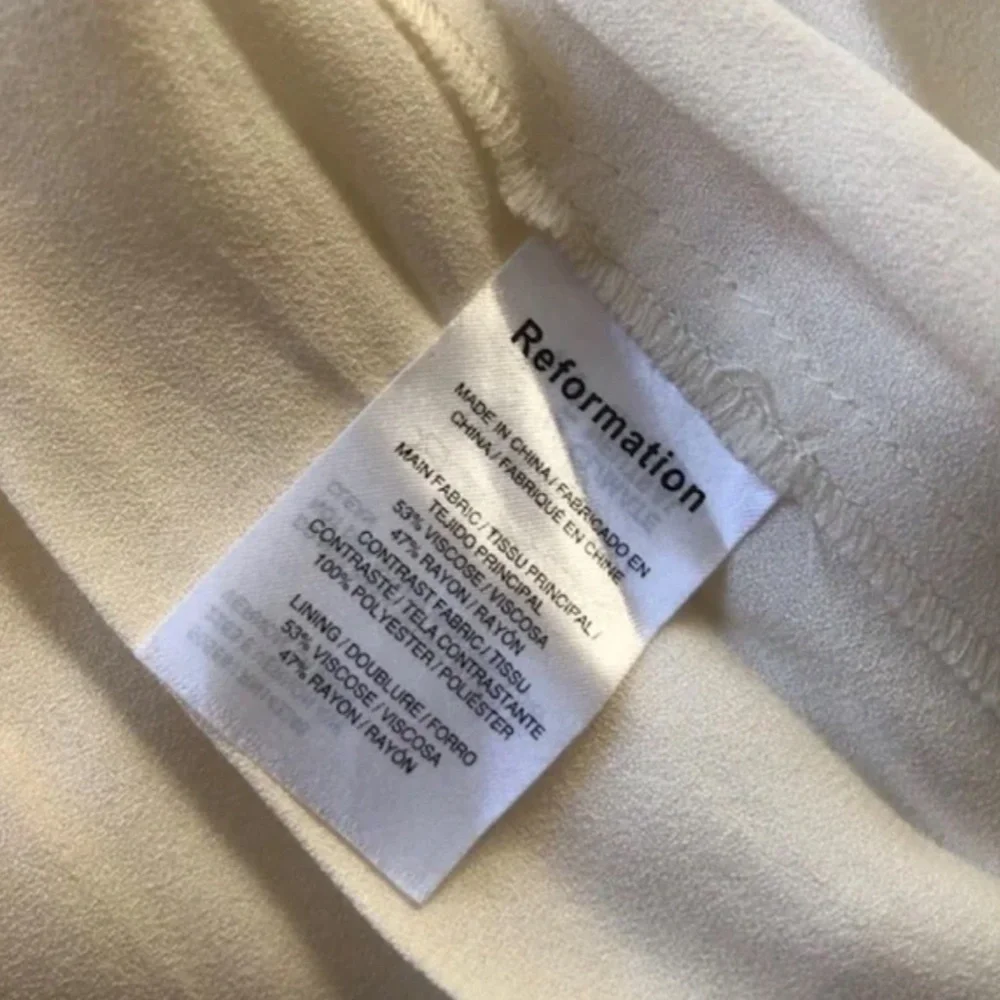 Reformation
MADE IN CHINA / FABRICADO EN
CHINA / FABRIQUÉ EN CHINE
MAIN FABRIC / TISSU PRINCIPAL /
TEJIDO PRINCIPAL
53% VISCOSE / VISCOSA
47% RAYON / RAYÓN
CONTRAST FABRIC / TISSU
CONTRASTE / TELA CONTRASTANTE
100% POLYESTER / POLIÉSTER
LINING / DOUBLURE / FORRO
53% VISCOSE / VISCOSA
47% RAYON / RAYÓN